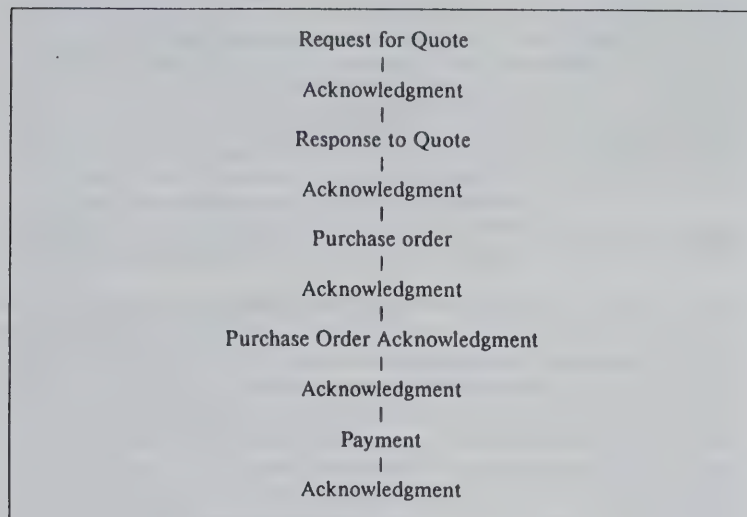 Request for Quote
|
Acknowledgment
|
Response to Quote
|
Acknowledgment
|
Purchase order
|
Acknowledgment
|
Purchase Order Acknowledgment
|
Acknowledgment
|
Payment
|
Acknowledgment